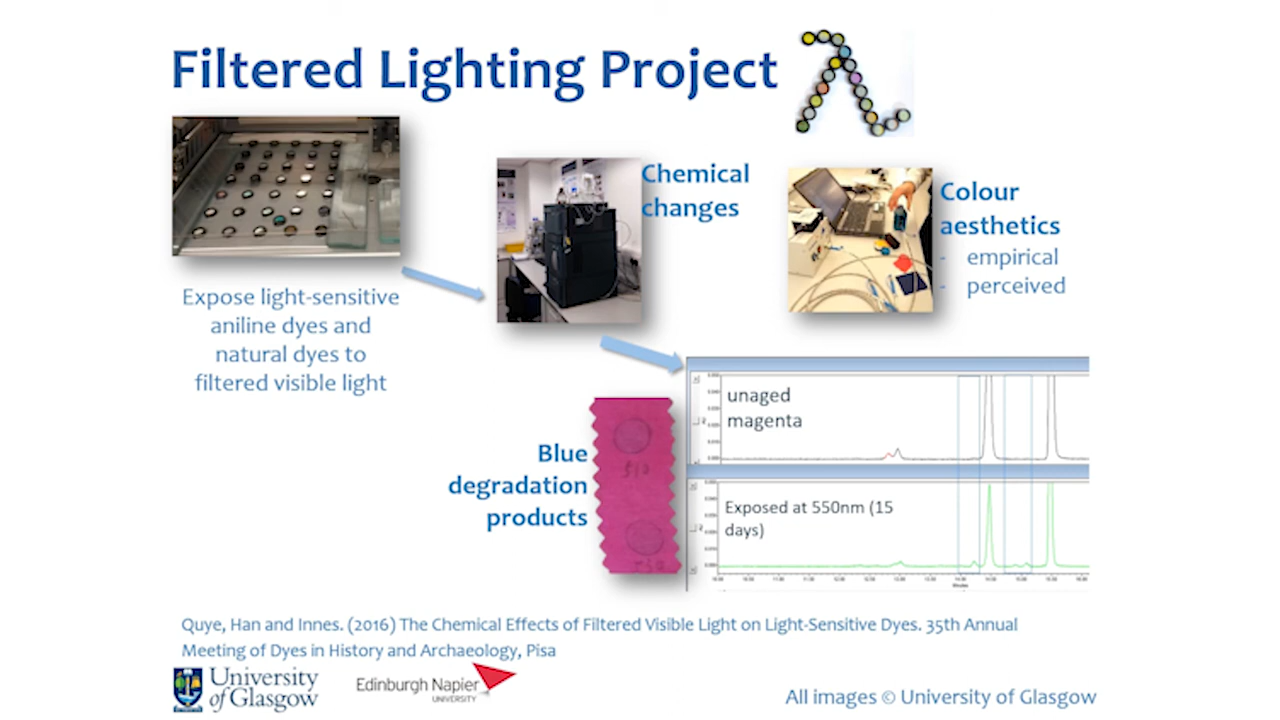 Filtered Lighting Project
Expose light-sensitive
aniline dyes and
natural dyes to
filtered visible light
Chemical
changes
Colour
aesthetics
- empirical
- perceived
Blue
degradation
products
510
unaged
magenta
Exposed at 550nm (15
days)
Minutes
Quye, Han and Innes. (2016) The Chemical Effects of Filtered Visible Light on Light-Sensitive Dyes. 35th Annual
Meeting of Dyes in History and Archaeology, Pisa
University
of Glasgow
Edinburgh Napier
UNIVERSITY
All images © University of Glasgow